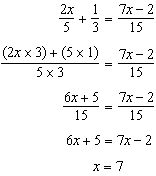 2x/5 + 1/3 = 7x − 2/15
(2x × 3) + (5 × 1)/5 × 3 = 7x − 2/15
6x + 5/15 = 7x − 2/15
6x + 5 = 7x − 2
x = 7